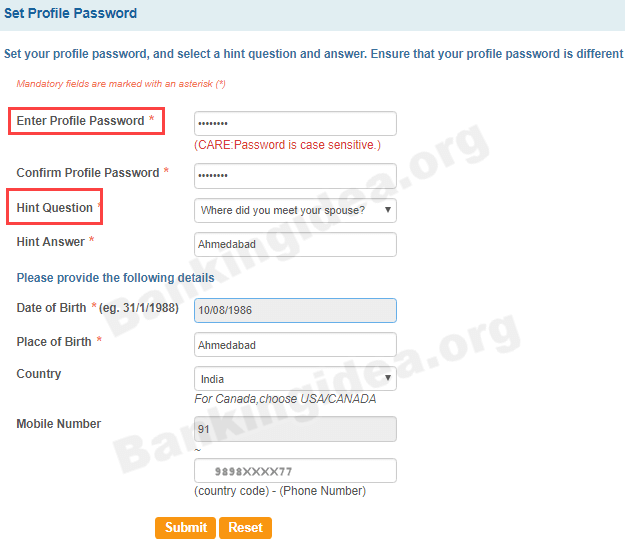 Set Profile Password
Set your profile password, and select a hint question and answer. Ensure that your profile password is different
Mandatory fields are marked with an asterisk (*)
Enter Profile Password * ••••••••
(CARE:Password is case sensitive.)
Confirm Profile Password * ••••••••
Hint Question * Where did you meet your spouse?
Hint Answer * Ahmedabad
Please provide the following details
Date of Birth * (eg. 31/1/1988) 10/08/1986
Place of Birth * Ahmedabad
Country India
For Canada,choose USA/CANADA
Mobile Number 91
~
9898XXXX77
(country code) - (Phone Number)
Submit Reset
Bankingidea.org
Bankingidea.org